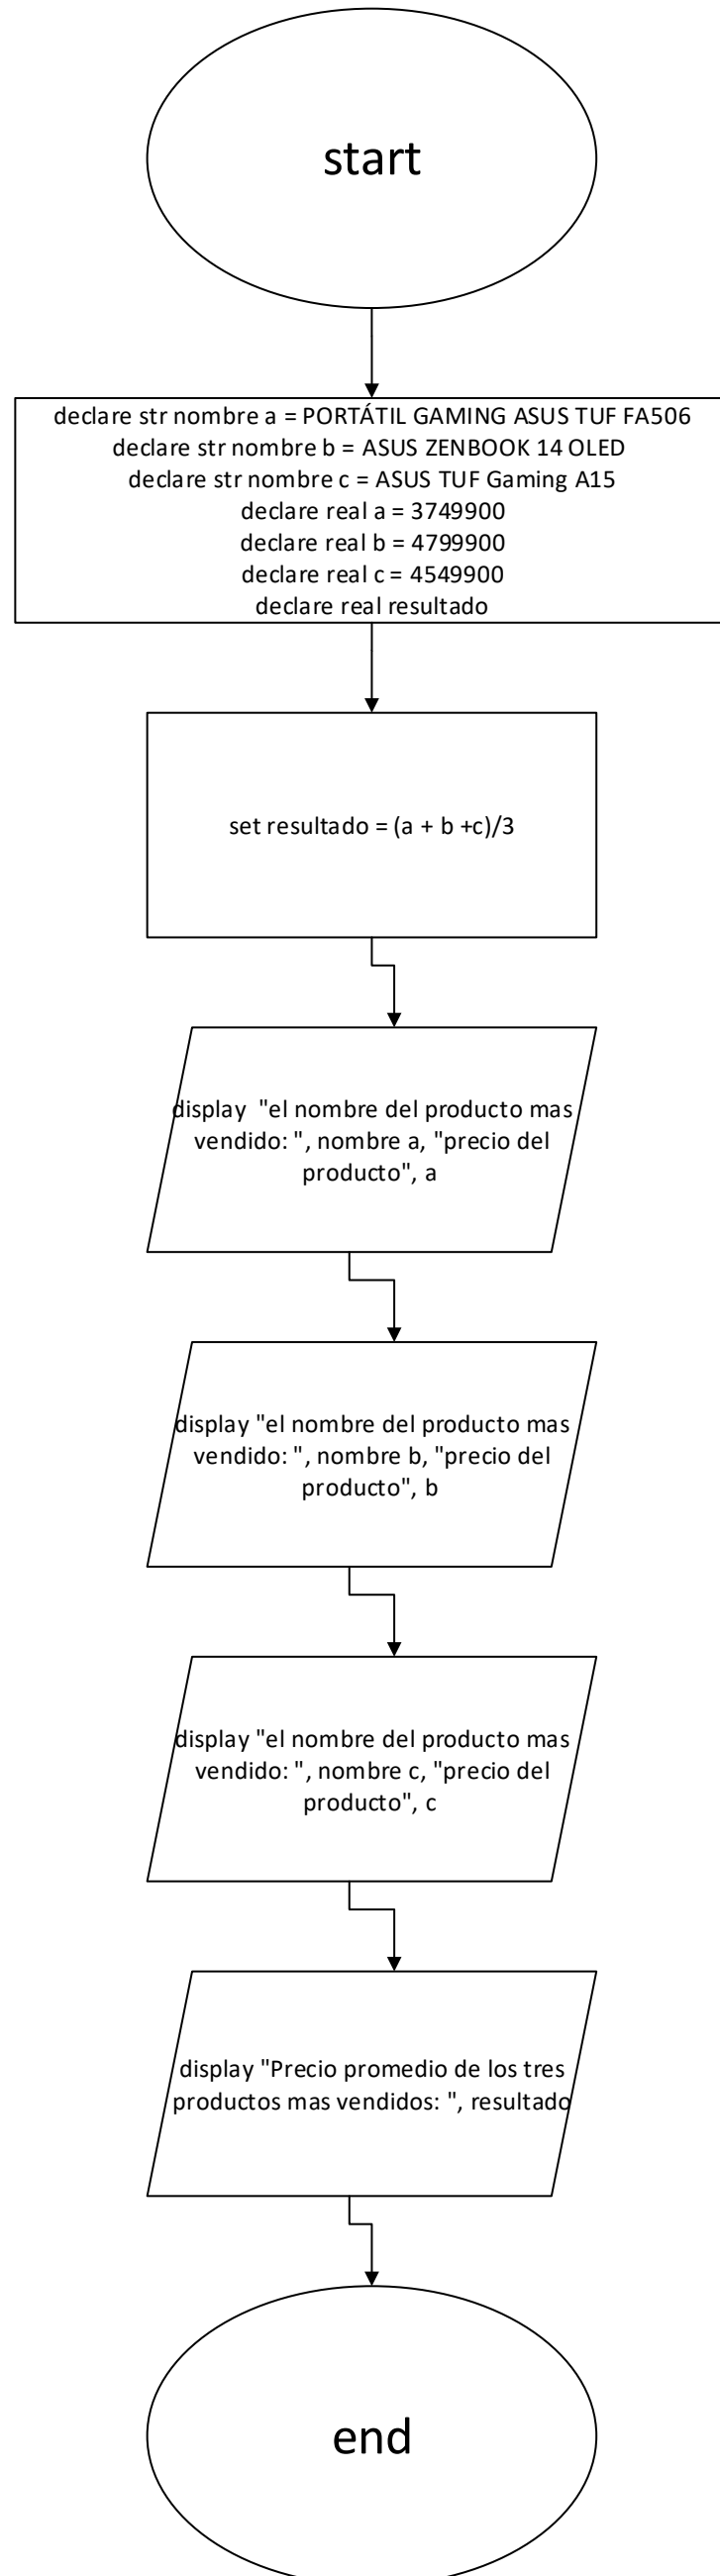 start
declare str nombre a = PORTÁTIL GAMING ASUS TUF FA506
declare str nombre b = ASUS ZENBOOK 14 OLED
declare str nombre c = ASUS TUF Gaming A15
declare real a = 3749900
declare real b = 4799900
declare real c = 4549900
declare real resultado
set resultado = (a + b +c)/3
display  "el nombre del producto mas
vendido: ", nombre a, "precio del
producto", a
display "el nombre del producto mas
vendido: ", nombre b, "precio del
producto", b
display "el nombre del producto mas
vendido: ", nombre c, "precio del
producto", c
display "Precio promedio de los tres
productos mas vendidos: ", resultado
end